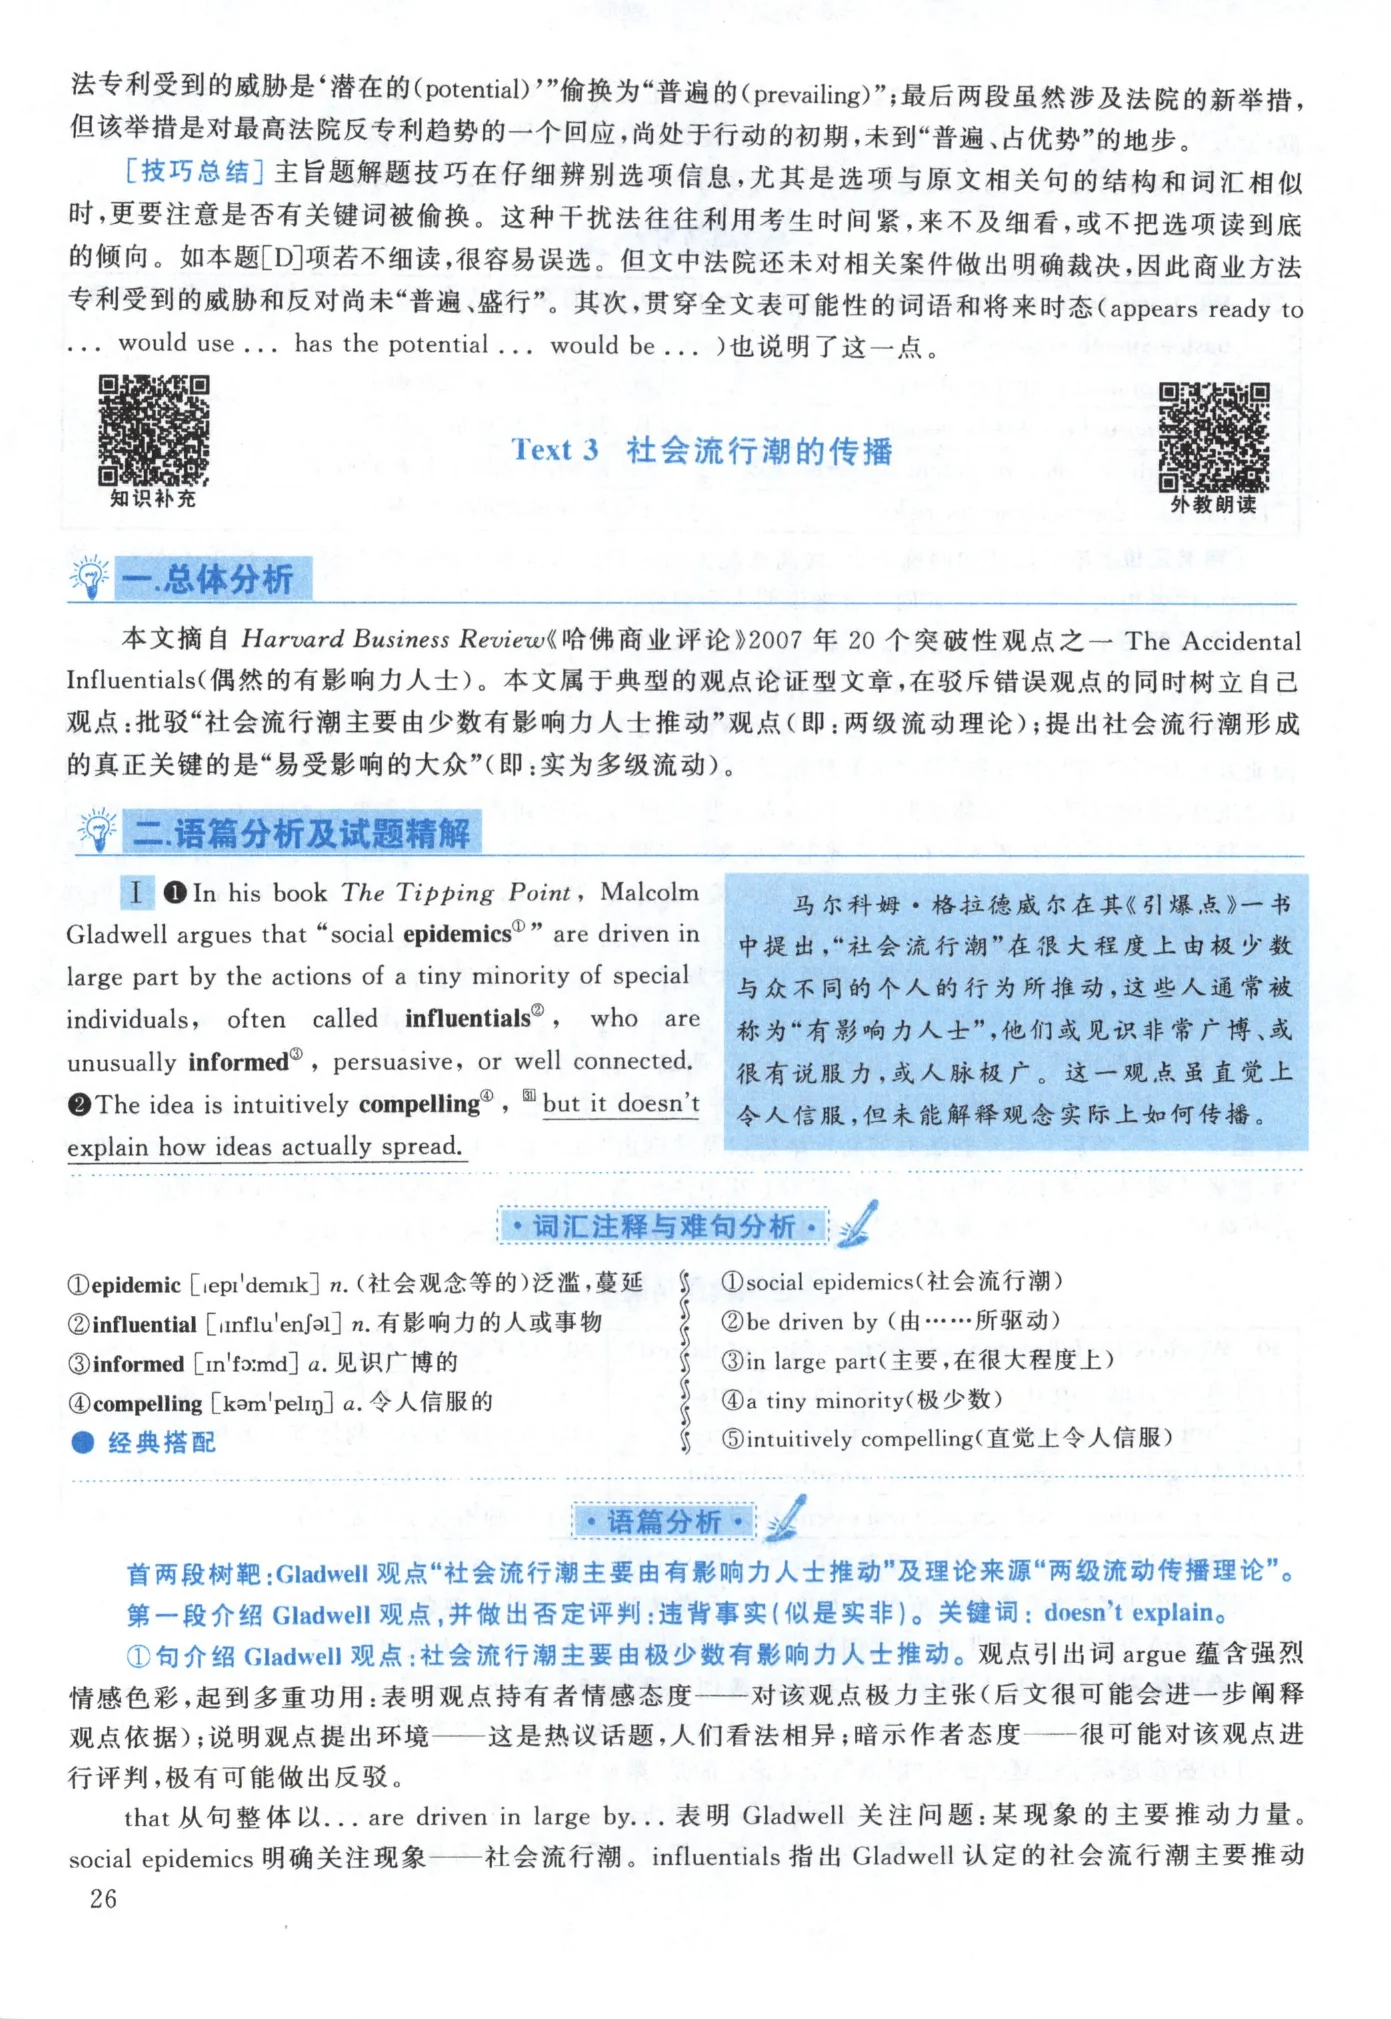 法专利受到的威胁是‘潜在的(potential)’”偷换为“普遍的(prevailing)”;最后两段虽然涉及法院的新举措,
但该举措是对最高法院反专利趋势的一个回应,尚处于行动的初期,未到“普遍、占优势”的地步。
[技巧总结] 主旨题解题技巧在仔细辨别选项信息,尤其是选项与原文相关句的结构和词汇相似
时,更要注意是否有关键词被偷换。这种干扰法往往利用考生时间紧,来不及细看,或不把选项读到底
的倾向。如本题[D]项若不细读,很容易误选。但文中法院还未对相关案件做出明确裁决,因此商业方法
专利受到的威胁和反对尚未“普遍、盛行”。其次,贯穿全文表可能性的词语和将来时态(appears ready to
... would use ... has the potential ... would be ... )也说明了这一点。
知识补充
Text 3 社会流行潮的传播
外教朗读
一.总体分析
本文摘自 Harvard Business Review《哈佛商业评论》2007 年 20 个突破性观点之一 The Accidental
Influentials(偶然的有影响力人士)。本文属于典型的观点论证型文章,在驳斥错误观点的同时树立自己
观点:批驳“社会流行潮主要由少数有影响力人士推动”观点(即:两级流动理论);提出社会流行潮形成
的真正关键的是“易受影响的大众”(即:实为多级流动)。
二.语篇分析及试题精解
I ❶In his book The Tipping Point, Malcolm
Gladwell argues that “social epidemics①” are driven in
large part by the actions of a tiny minority of special
individuals, often called influentials②, who are
unusually informed③, persuasive, or well connected.
❷The idea is intuitively compelling④, 31 but it doesn't
explain how ideas actually spread.
马尔科姆·格拉德威尔在其《引爆点》一书
中提出,“社会流行潮”在很大程度上由极少数
与众不同的个人的行为所推动,这些人通常被
称为“有影响力人士”,他们或见识非常广博、或
很有说服力,或人脉极广。这一观点虽直觉上
令人信服,但未能解释观念实际上如何传播。
·词汇注释与难句分析·
①epidemic [ˌepɪˈdemɪk] n. (社会观念等的)泛滥,蔓延
②influential [ˌɪnfluˈenʃəl] n. 有影响力的人或事物
③informed [ɪnˈfɔːmd] a. 见识广博的
④compelling [kəmˈpelɪŋ] a. 令人信服的
● 经典搭配
①social epidemics(社会流行潮)
②be driven by (由……所驱动)
③in large part(主要,在很大程度上)
④a tiny minority(极少数)
⑤intuitively compelling(直觉上令人信服)
·语篇分析·
首两段树靶:Gladwell 观点“社会流行潮主要由有影响力人士推动”及理论来源“两级流动传播理论”。
第一段介绍 Gladwell 观点,并做出否定评判:违背事实(似是实非)。关键词: doesn't explain。
①句介绍 Gladwell 观点:社会流行潮主要由极少数有影响力人士推动。观点引出词 argue 蕴含强烈
情感色彩,起到多重功用:表明观点持有者情感态度——对该观点极力主张(后文很可能会进一步阐释
观点依据);说明观点提出环境——这是热议话题,人们看法相异;暗示作者态度——很可能对该观点进
行评判,极有可能做出反驳。
that 从句整体以... are driven in large by... 表明 Gladwell 关注问题:某现象的主要推动力量。
social epidemics 明确关注现象——社会流行潮。influentials 指出 Gladwell 认定的社会流行潮主要推动
26